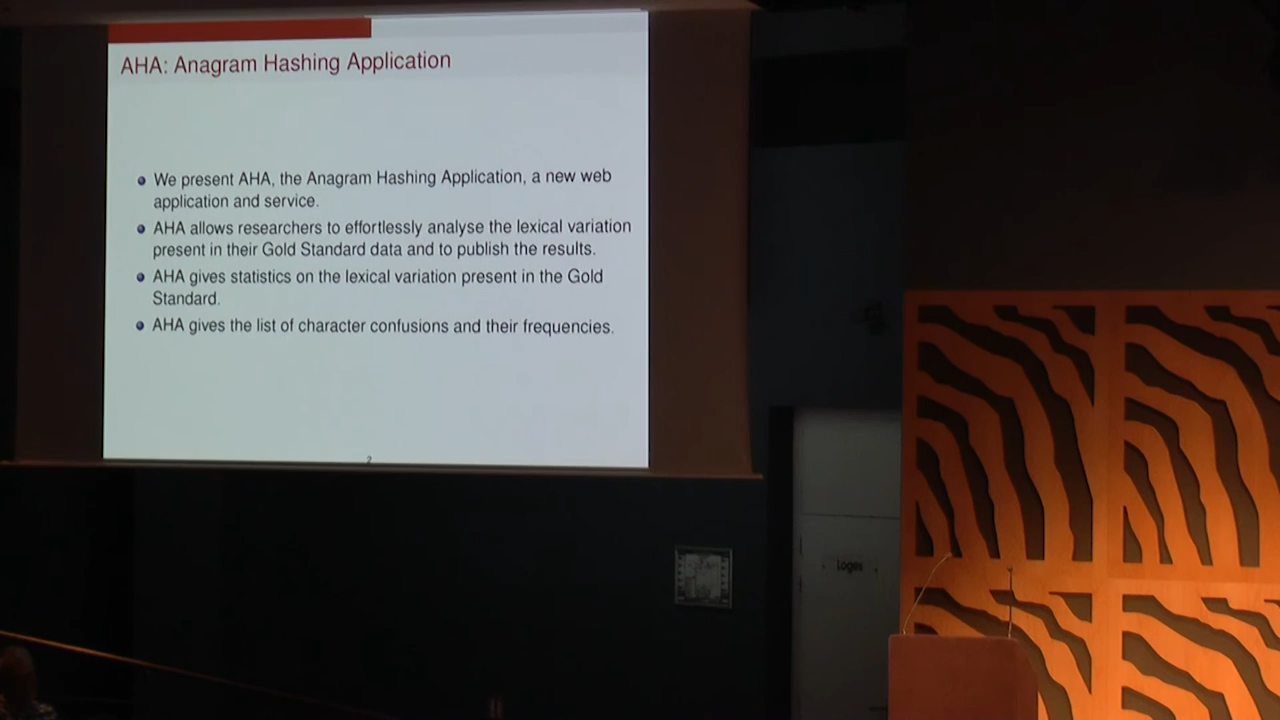 AHA: Anagram Hashing Application
We present AHA, the Anagram Hashing Application, a new web
application and service.
AHA allows researchers to effortlessly analyse the lexical variation
present in their Gold Standard data and to publish the results.
AHA gives statistics on the lexical variation present in the Gold
Standard.
AHA gives the list of character confusions and their frequencies.
2
Loges